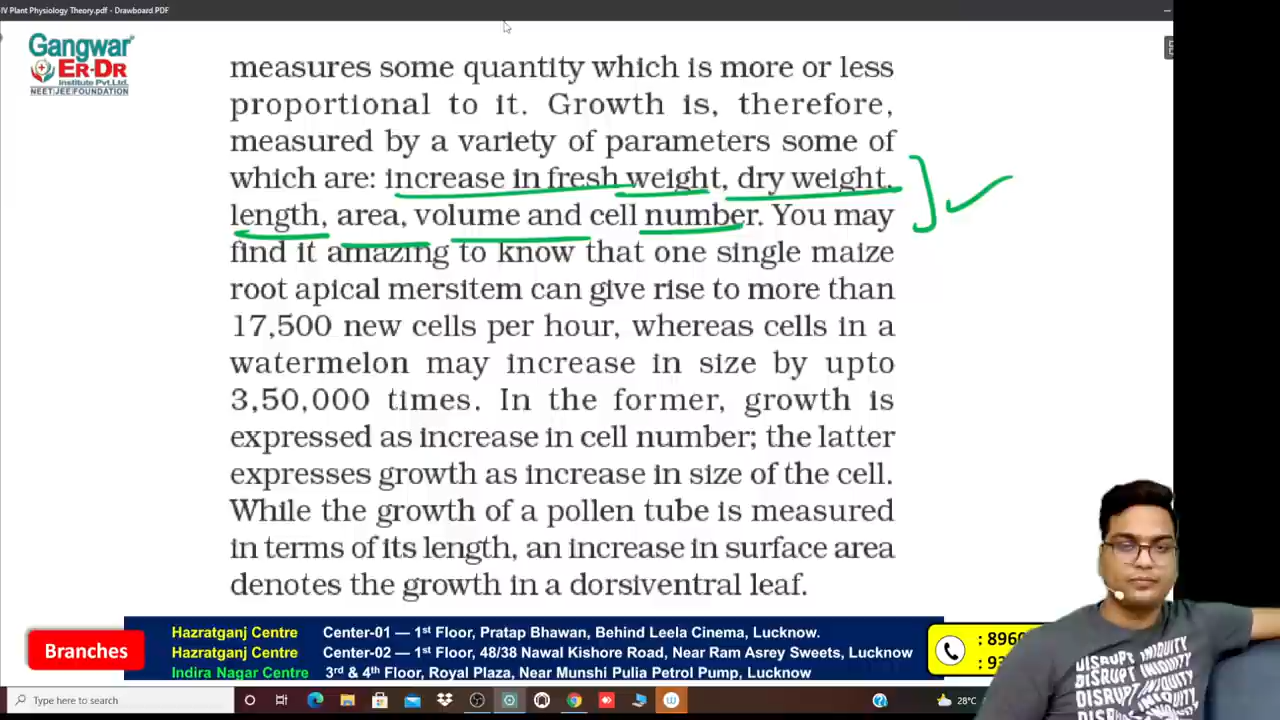 IV Plant Physiology Theory.pdf - Drawboard PDF
Gangwar
ER-DR
Institute Pvt.Ltd.
NEET|JEE|FOUNDATION
measures some quantity which is more or less
proportional to it. Growth is, therefore,
measured by a variety of parameters some of
which are: increase in fresh weight, dry weight,
length, area, volume and cell number. You may
find it amazing to know that one single maize
root apical mersitem can give rise to more than
17,500 new cells per hour, whereas cells in a
watermelon may increase in size by upto
3,50,000 times. In the former, growth is
expressed as increase in cell number; the latter
expresses growth as increase in size of the cell.
While the growth of a pollen tube is measured
in terms of its length, an increase in surface area
denotes the growth in a dorsiventral leaf.
Branches
Hazratganj Centre Center-01 — 1st Floor, Pratap Bhawan, Behind Leela Cinema, Lucknow.
Hazratganj Centre Center-02 — 1st Floor, 48/38 Nawal Kishore Road, Near Ram Asrey Sweets, Lucknow
Indira Nagar Centre 3rd & 4th Floor, Royal Plaza, Near Munshi Pulia Petrol Pump, Lucknow
: 896
: 93
DISRUPT INIQUITY
DISRUPT INIQUITY
DISRUPT INIQUITY
Type here to search
28°C